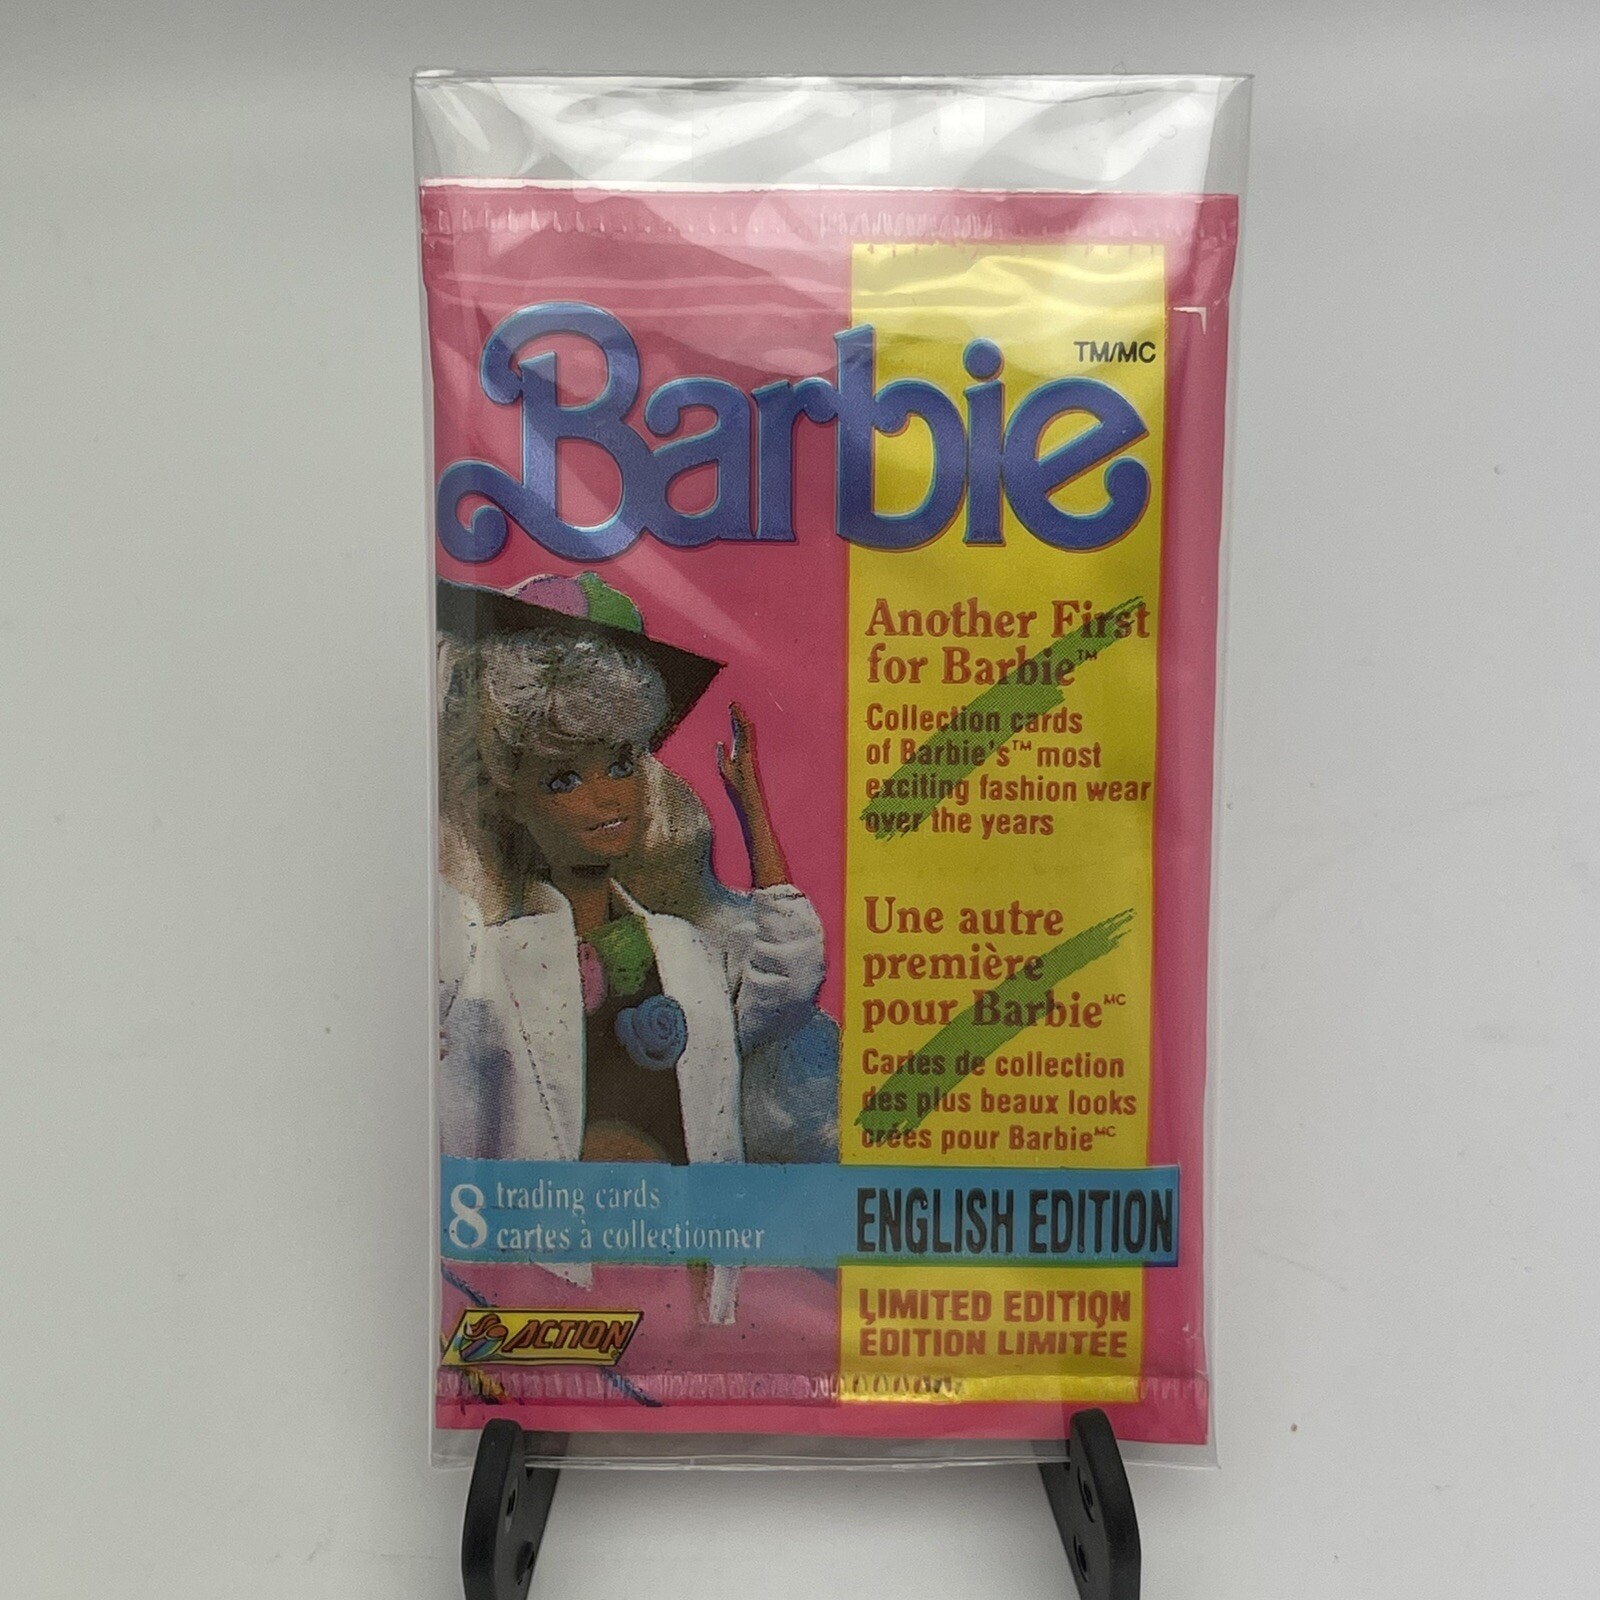 Barbie TM/MC
Another First
for Barbie™
Collection cards
of Barbie's™ most
exciting fashion wear
over the years
Une autre
première
pour Barbie MC
Cartes de collection
des plus beaux looks
créés pour Barbie MC
8 trading cards
cartes à collectionner
ENGLISH EDITION
LIMITED EDITION
EDITION LIMITÉE
ACTION